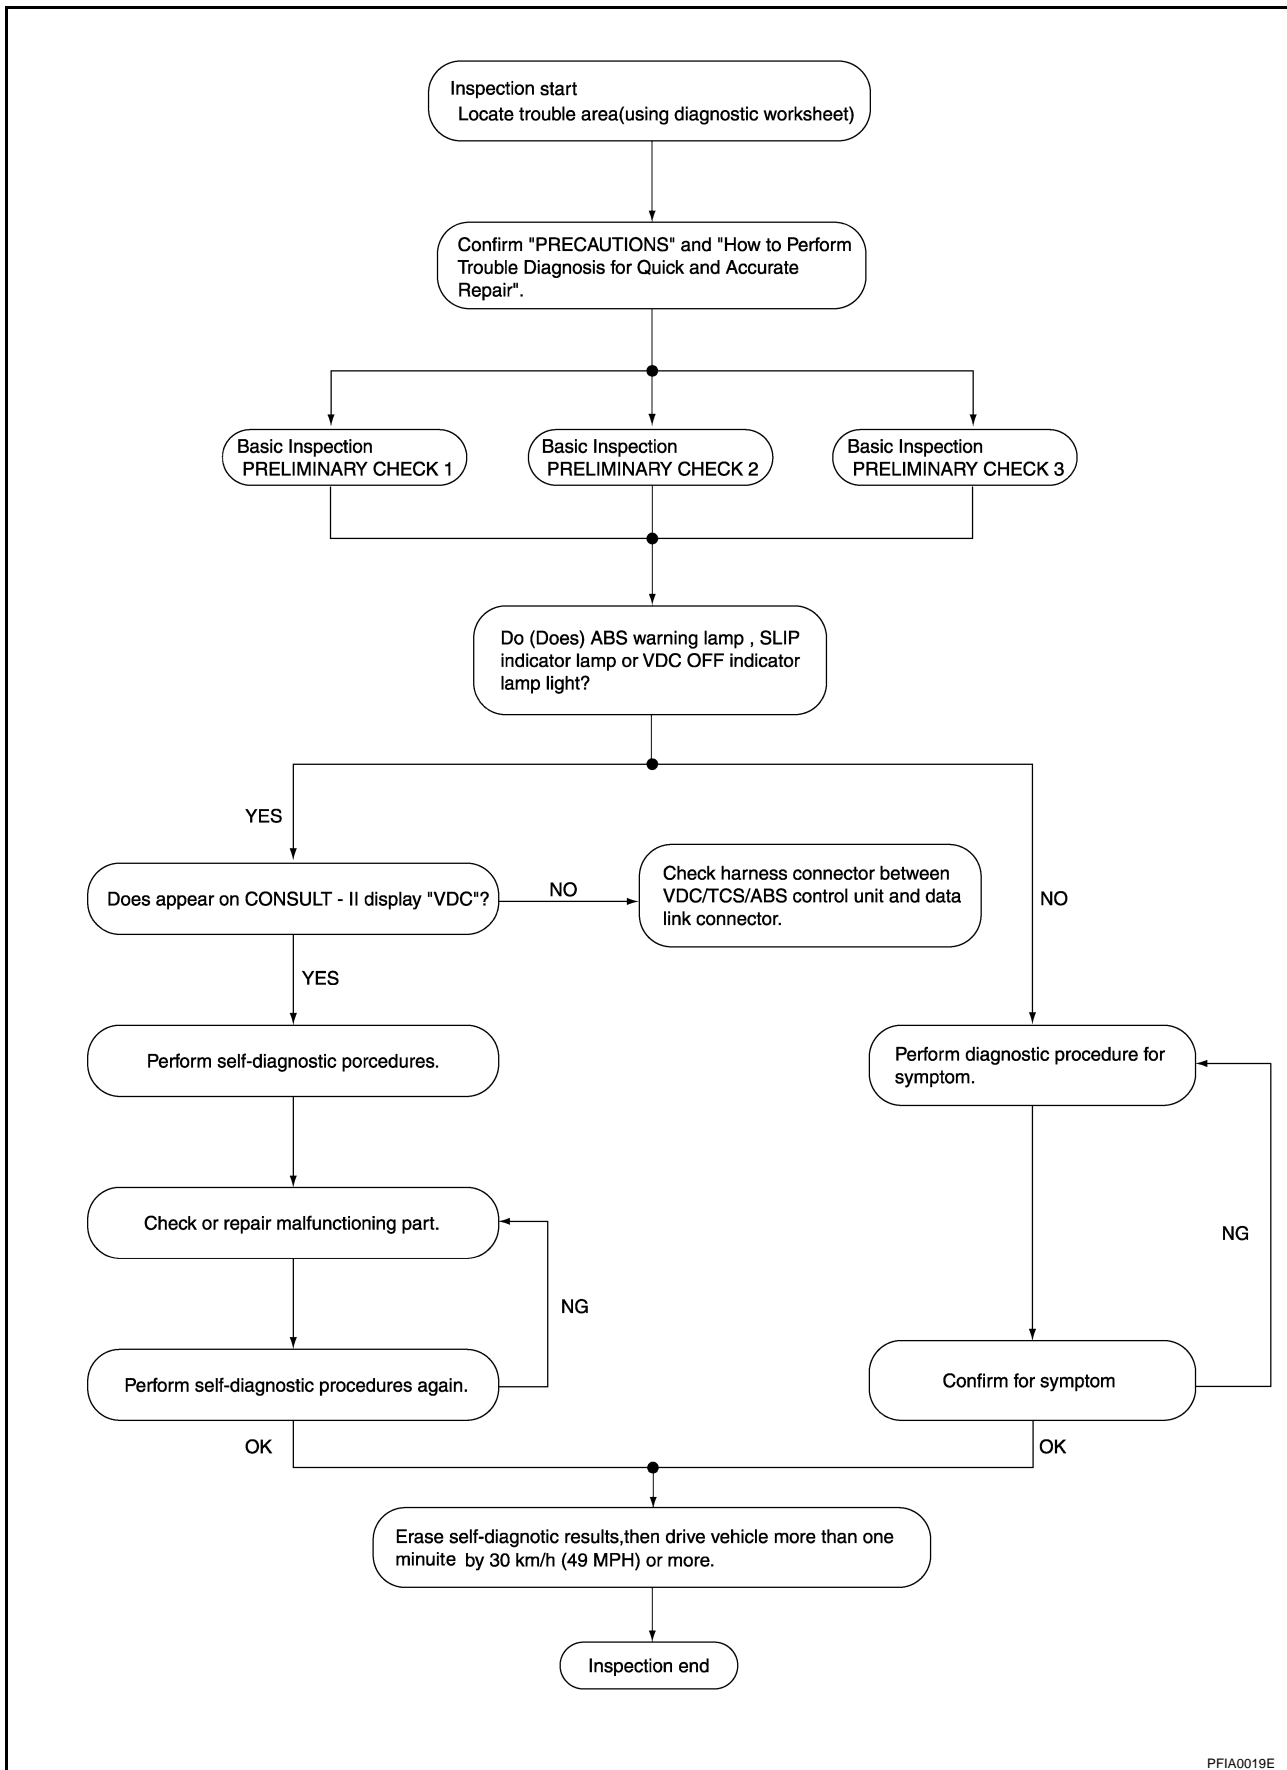 Inspection start
Locate trouble area(using diagnostic worksheet)
Confirm "PRECAUTIONS" and "How to Perform
Trouble Diagnosis for Quick and Accurate
Repair".
Basic Inspection
PRELIMINARY CHECK 1
Basic Inspection
PRELIMINARY CHECK 2
Basic Inspection
PRELIMINARY CHECK 3
Do (Does) ABS warning lamp , SLIP
indicator lamp or VDC OFF indicator
lamp light?
YES
Does appear on CONSULT - II display "VDC"?
NO
Check harness connector between
VDC/TCS/ABS control unit and data
link connector.
NO
YES
Perform self-diagnostic porcedures.
Perform diagnostic procedure for
symptom.
Check or repair malfunctioning part.
NG
NG
Perform self-diagnostic procedures again.
Confirm for symptom
OK
OK
Erase self-diagnotic results,then drive vehicle more than one
minuite by 30 km/h (49 MPH) or more.
Inspection end
PFIA0019E